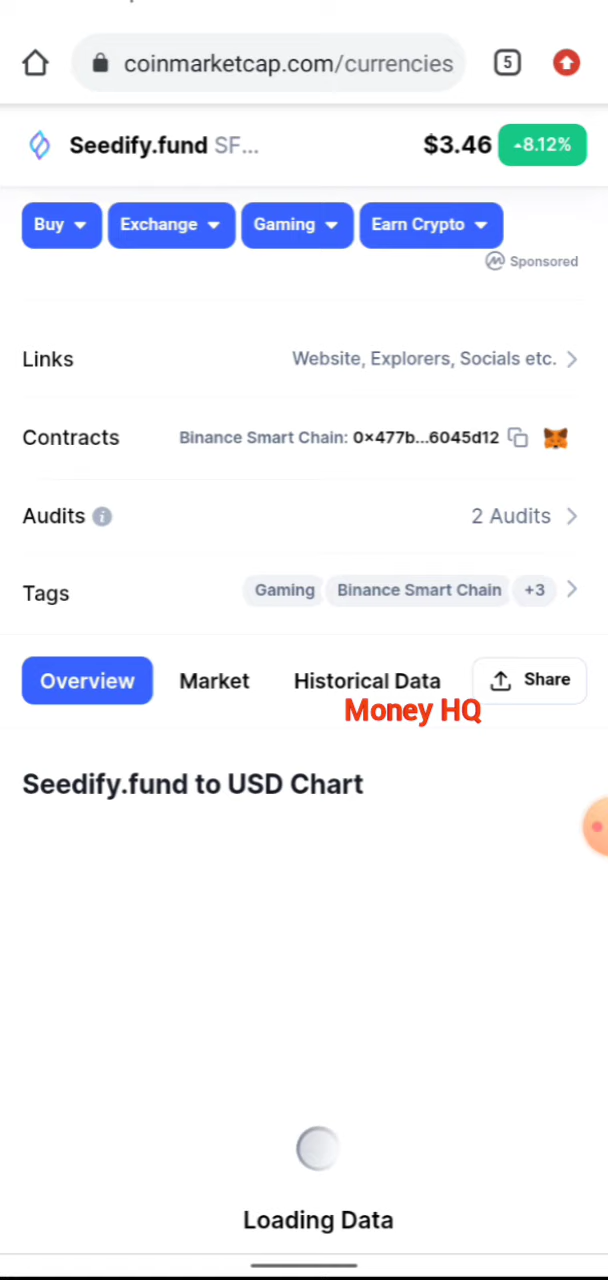 coinmarketcap.com/currencies 5
Seedify.fund SF... $3.46 8.12%
Buy Exchange Gaming Earn Crypto
Sponsored
Links Website, Explorers, Socials etc.
Contracts Binance Smart Chain: 0×477b...6045d12
Audits i 2 Audits
Tags Gaming Binance Smart Chain +3
Overview Market Historical Data Share
Money HQ
Seedify.fund to USD Chart
Loading Data